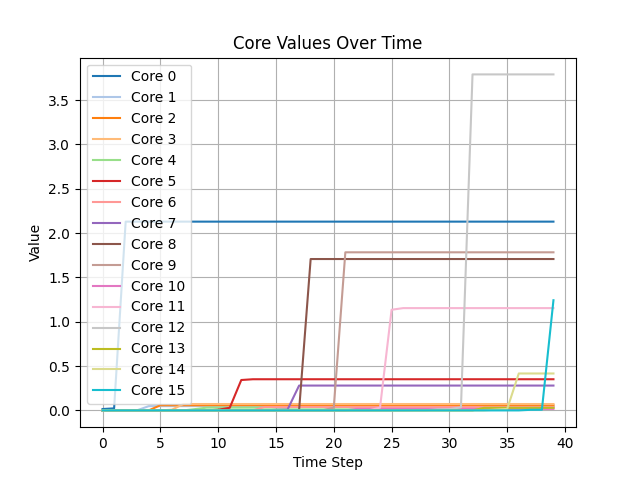 Core Values Over Time
Value
3.5
3.0
2.5
2.0
1.5
1.0
0.5
0.0
Core 0
Core 1
Core 2
Core 3
Core 4
Core 5
Core 6
Core 7
Core 8
Core 9
Core 10
Core 11
Core 12
Core 13
Core 14
Core 15
0 5 10 15 20 25 30 35 40
Time Step